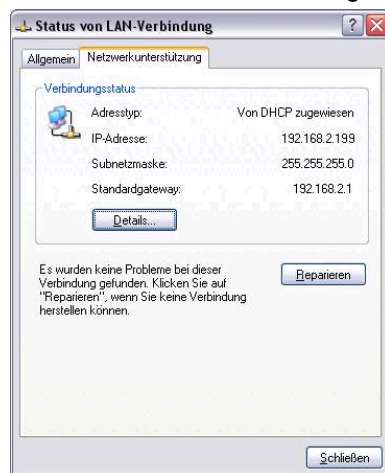 Status von LAN-Verbindung
Allgemein Netzwerkunterstützung
Verbindungsstatus
Adresstyp: Von DHCP zugewiesen
IP-Adresse: 192.168.2.199
Subnetzmaske: 255.255.255.0
Standardgateway: 192.168.2.1
Details...
Es wurden keine Probleme bei dieser
Verbindung gefunden. Klicken Sie auf
"Reparieren", wenn Sie keine Verbindung
herstellen können.
Reparieren
Schließen